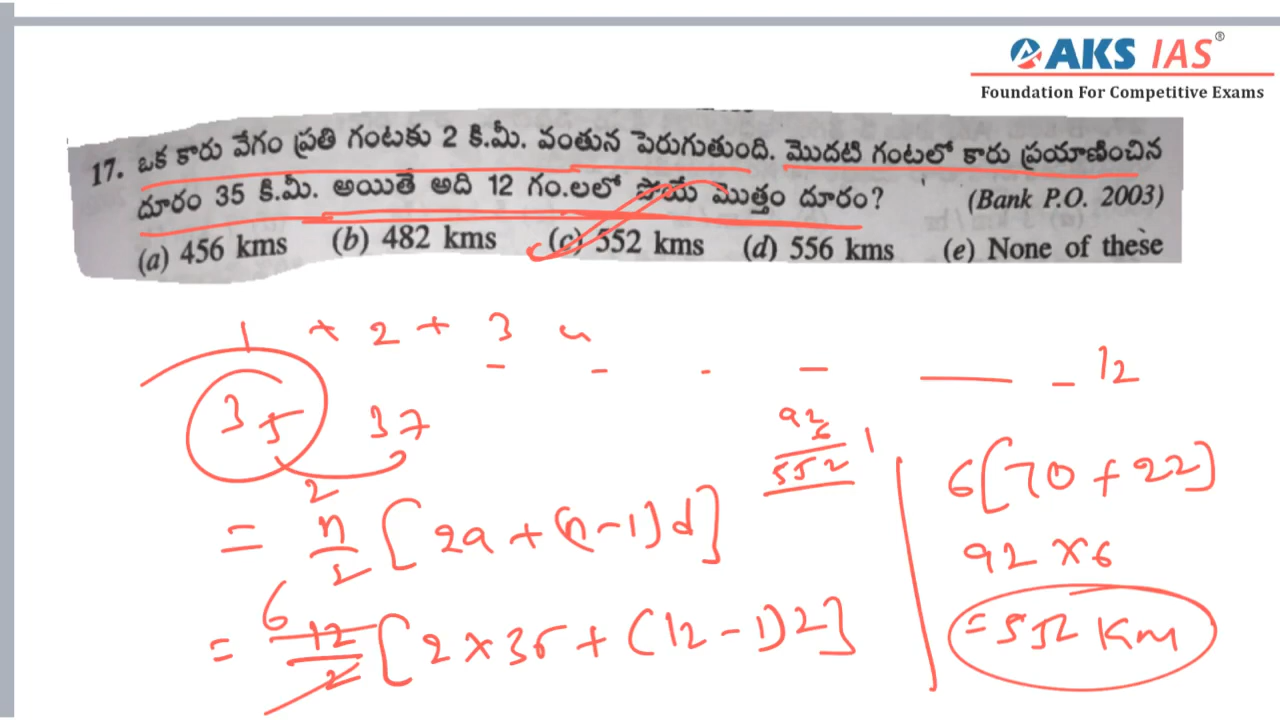 AKS IAS®
Foundation For Competitive Exams
17. ఒక కారు వేగం ప్రతి గంటకు 2 కి.మీ. వంతున పెరుగుతుంది. మొదటి గంటలో కారు ప్రయాణించిన
దూరం 35 కి.మీ. అయితే అది 12 గం.లలో పోయే మొత్తం దూరం? (Bank P.O. 2003)
(a) 456 kms (b) 482 kms (c) 552 kms (d) 556 kms (e) None of these
1 + 2 + 3 4 - - . - — - 12
35 37
2
= n/2 [2a + (n-1)d]
= 12/2 [2×35 + (12-1)2]
6
92
6
552
6[70+22]
92 × 6
= 552 Km